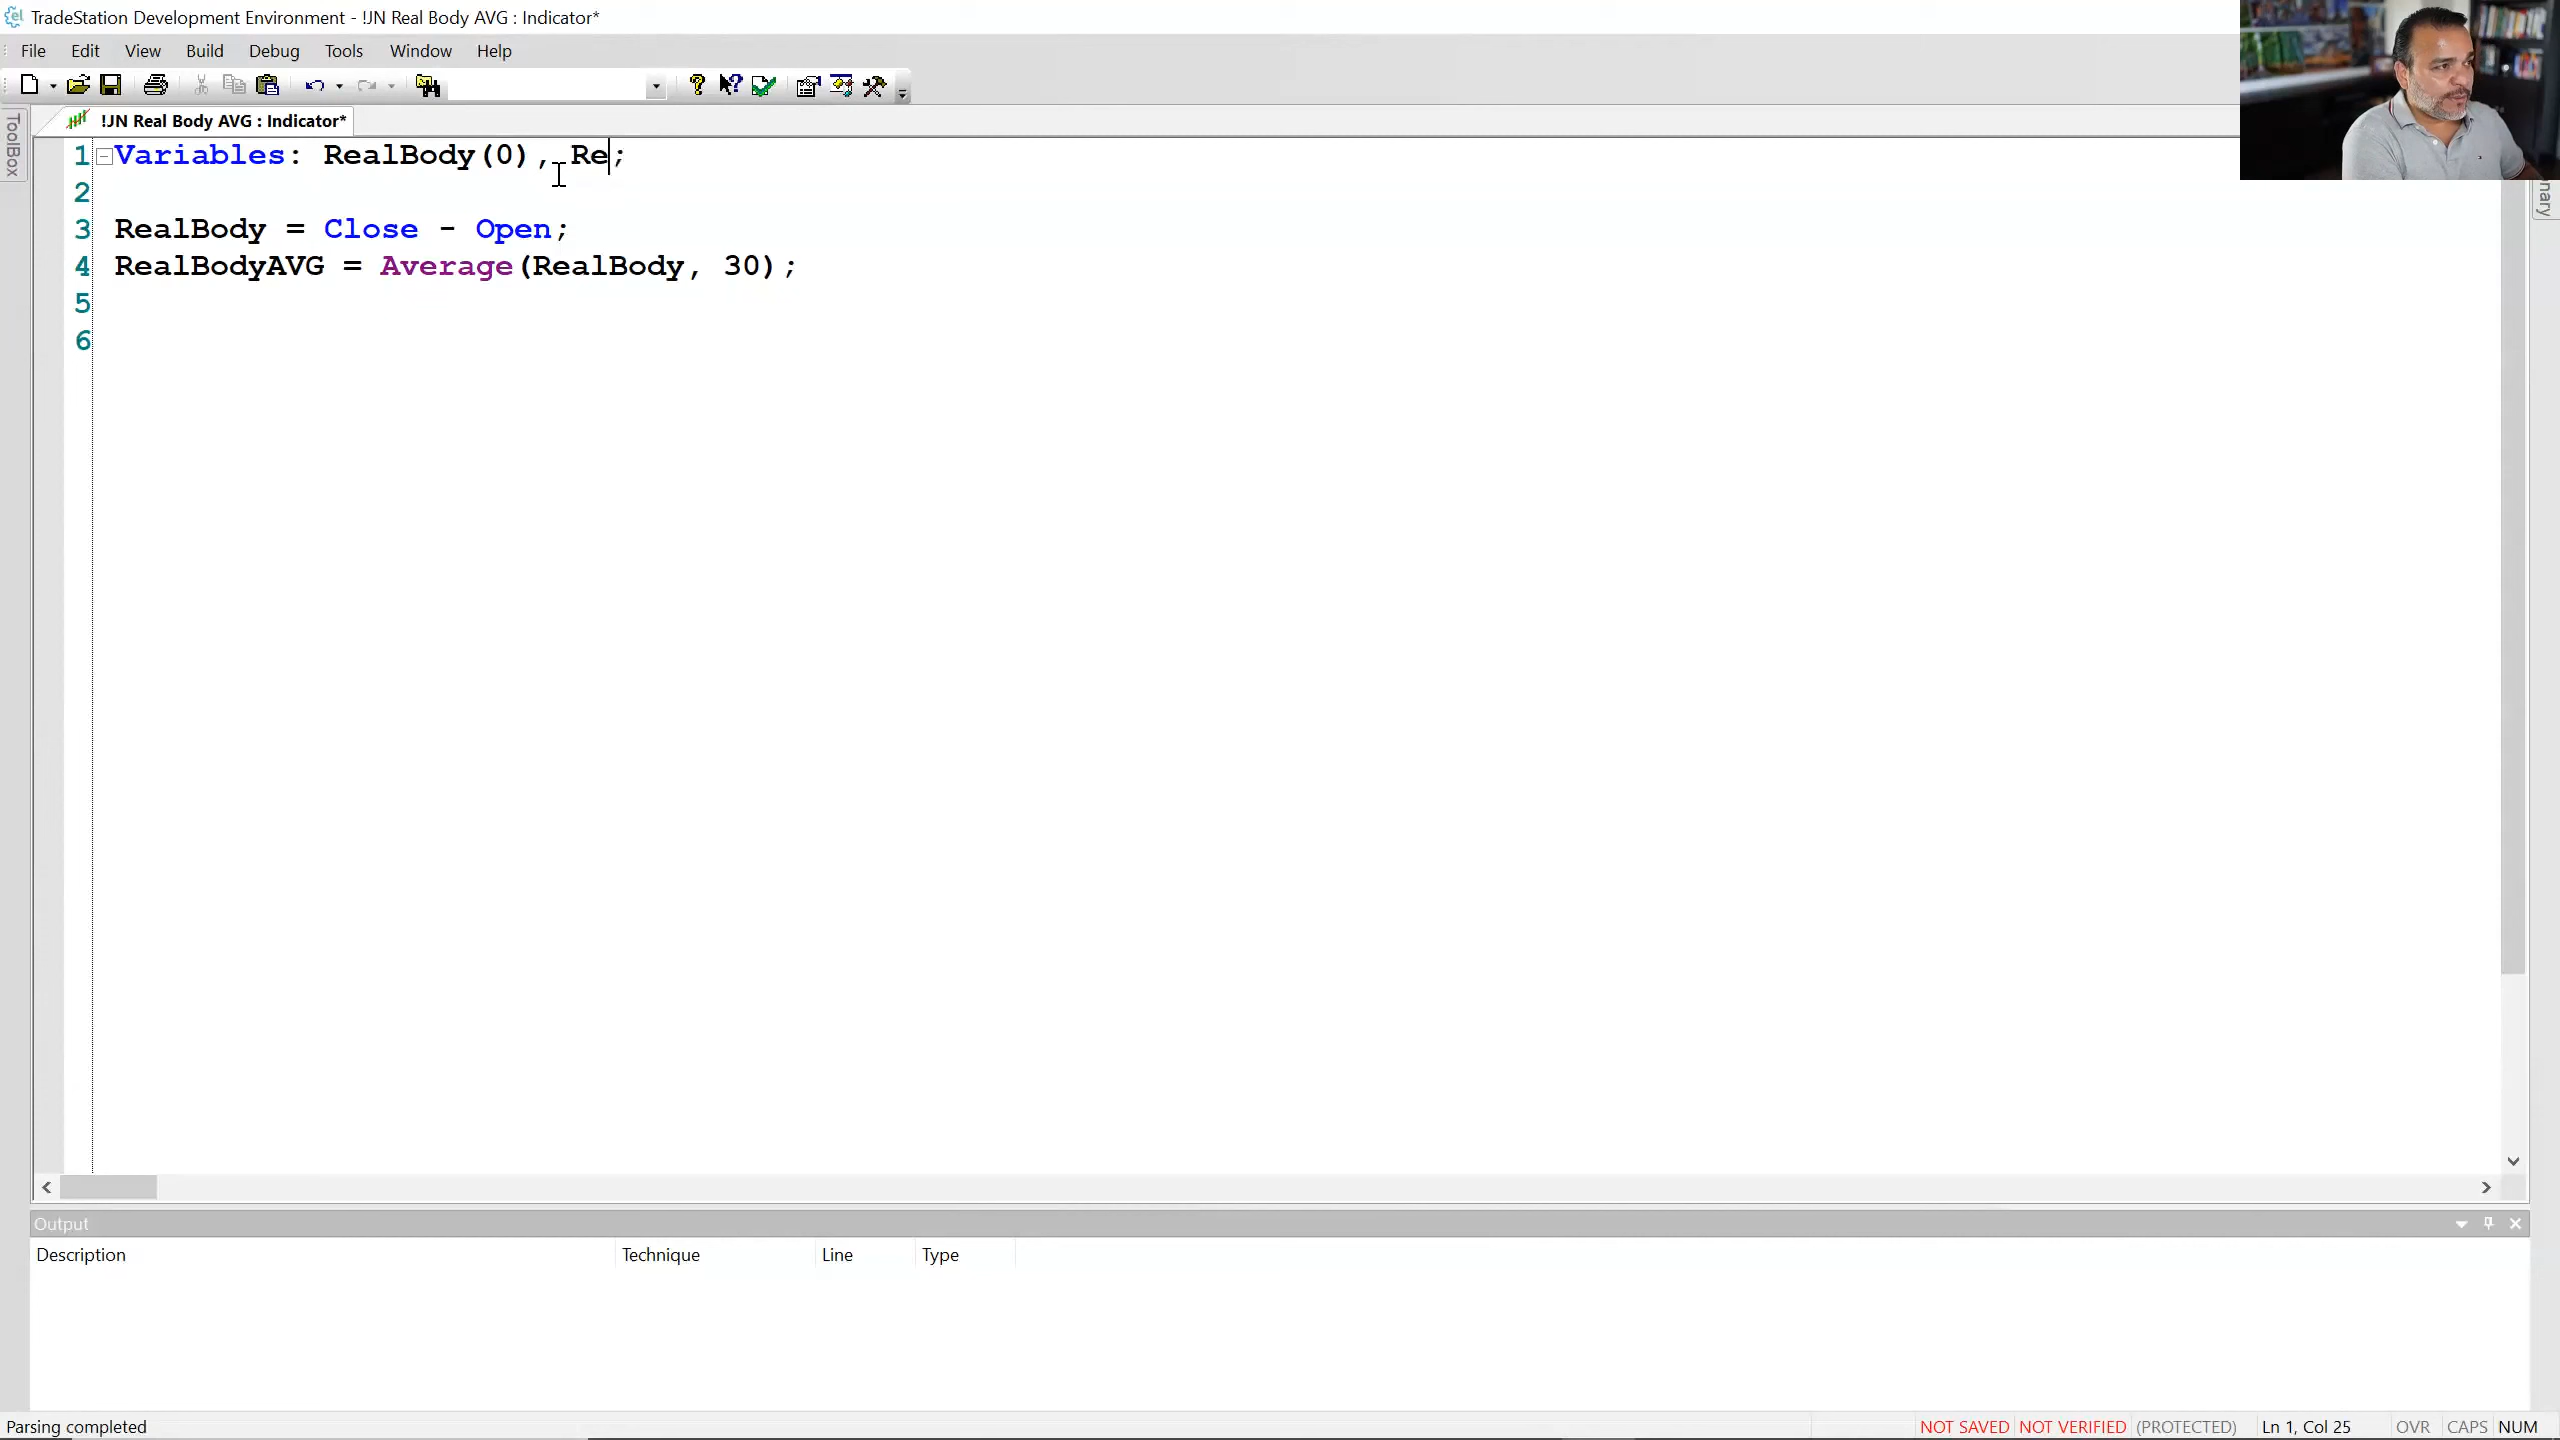 TradeStation Development Environment - !JN Real Body AVG : Indicator*
File Edit View Build Debug Tools Window Help
ToolBox
!JN Real Body AVG : Indicator*
1 Variables: RealBody(0), Re;
2
3 RealBody = Close - Open;
4 RealBodyAVG = Average(RealBody, 30);
5
6
Output
Description Technique Line Type
Parsing completed NOT SAVED NOT VERIFIED (PROTECTED) Ln 1, Col 25 OVR CAPS NUM